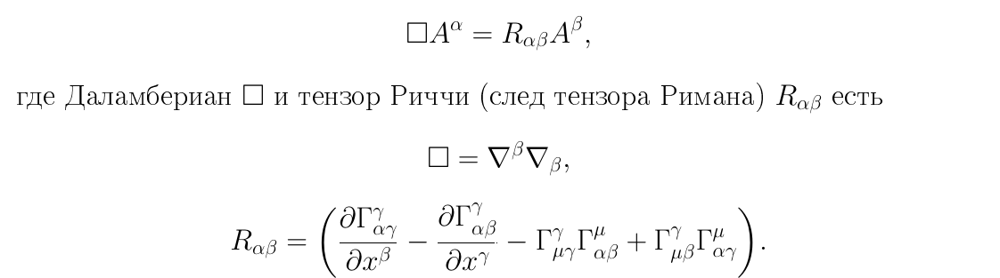 □A^α = R_{αβ}A^β,
где Даламбериан □ и тензор Риччи (след тензора Римана) R_{αβ} есть
□ = ∇^β∇_β,
R_{αβ} = (∂Γ^γ_{αγ}/∂x^β − ∂Γ^γ_{αβ}/∂x^γ − Γ^γ_{μγ}Γ^μ_{αβ} + Γ^γ_{μβ}Γ^μ_{αγ}).